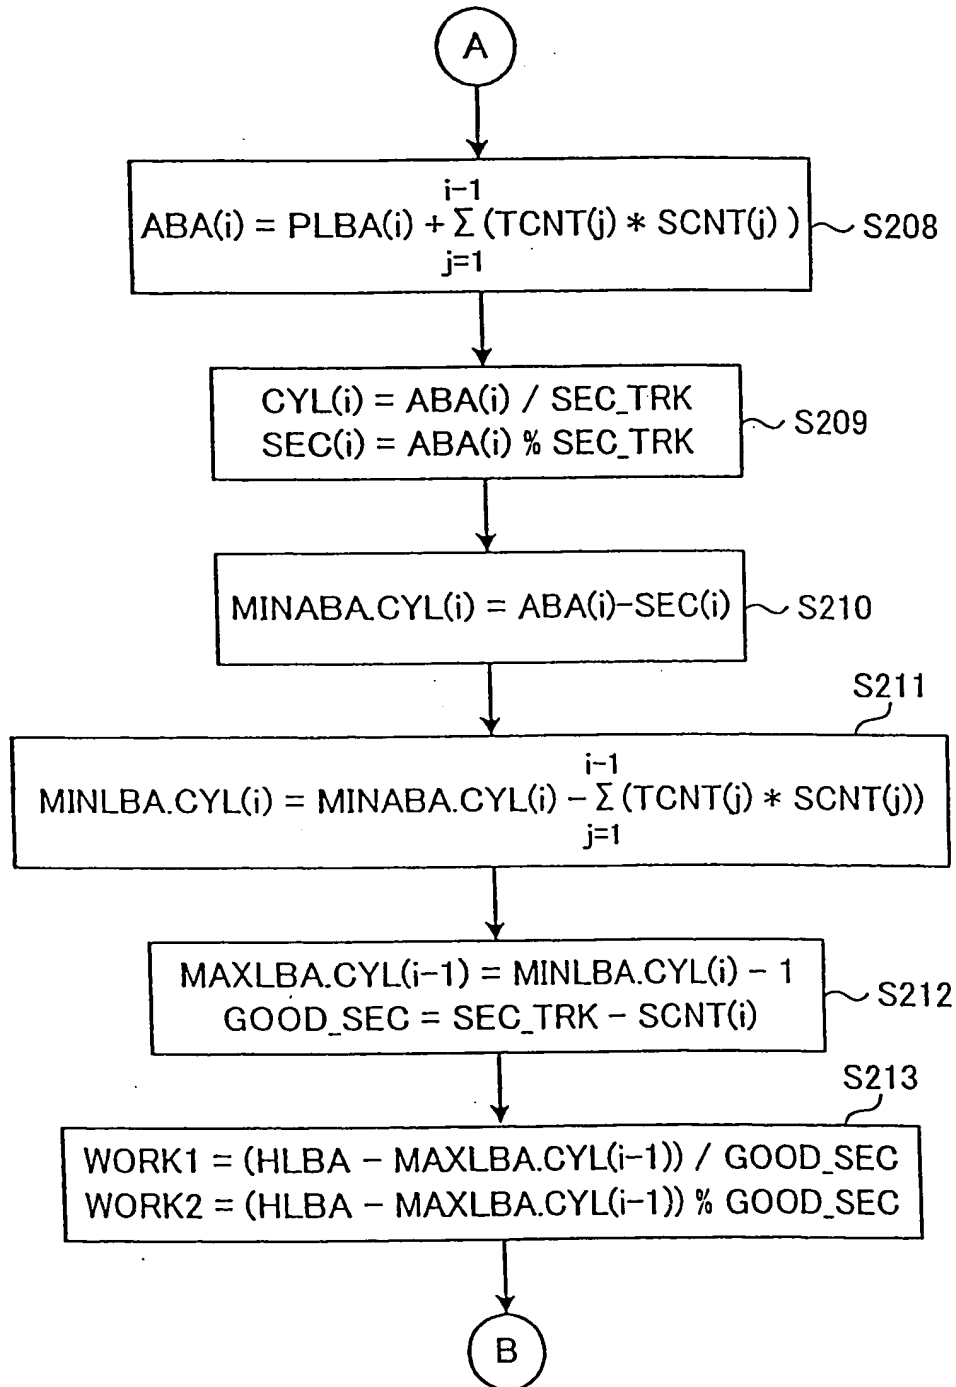 A
i-1
ABA(i) = PLBA(i) + Σ (TCNT(j) * SCNT(j) )
j=1
S208
CYL(i) = ABA(i) / SEC_TRK
SEC(i) = ABA(i) % SEC_TRK
S209
MINABA.CYL(i) = ABA(i)-SEC(i)
S210
S211
i-1
MINLBA.CYL(i) = MINABA.CYL(i) - Σ (TCNT(j) * SCNT(j))
j=1
MAXLBA.CYL(i-1) = MINLBA.CYL(i) - 1
GOOD_SEC = SEC_TRK - SCNT(i)
S212
S213
WORK1 = (HLBA - MAXLBA.CYL(i-1)) / GOOD_SEC
WORK2 = (HLBA - MAXLBA.CYL(i-1)) % GOOD_SEC
B